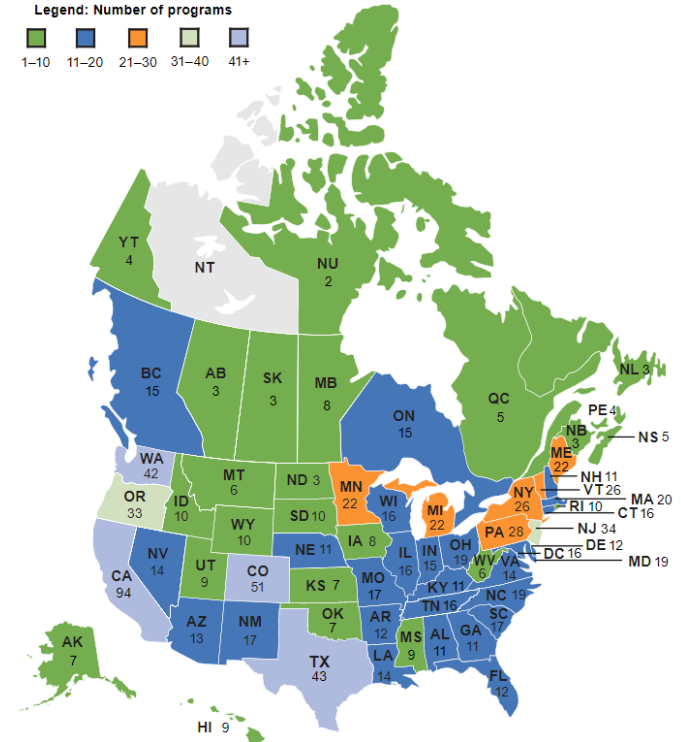 Legend: Number of programs
1–10 11–20 21–30 31–40 41+
YT
4
NT
NU
2
BC
15
AB
3
SK
3
MB
8
ON
15
QC
5
NL 3
PE 4
NB
3
NS 5
WA
42
OR
33
ID
10
MT
6
ND 3
MN
22
WI
16
MI
22
NY
26
ME
22
NH 11
VT 26
MA 20
RI 10
CT 16
NJ 34
PA 28
DE 12
DC 16
MD 19
SD 10
WY
10
IA 8
NE 11
NV
14
UT
9
CO
51
CA
94
KS 7
MO
17
IL
16
IN
15
OH
19
WV
6
VA
14
KY 11
NC 19
TN 16
SC
17
AZ
13
NM
17
OK
7
AR
12
MS
9
AL
11
GA
11
LA
14
TX
43
FL
12
AK
7
HI 9